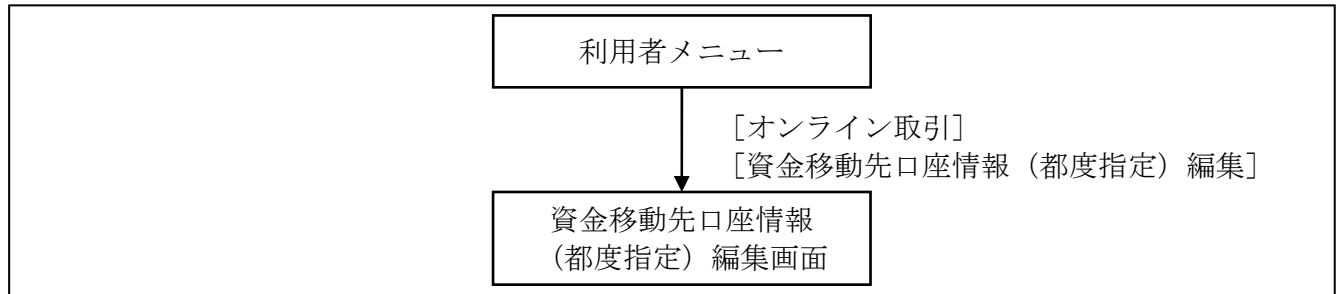 利用者メニュー
［オンライン取引］
［資金移動先口座情報（都度指定）編集］
資金移動先口座情報
（都度指定）編集画面